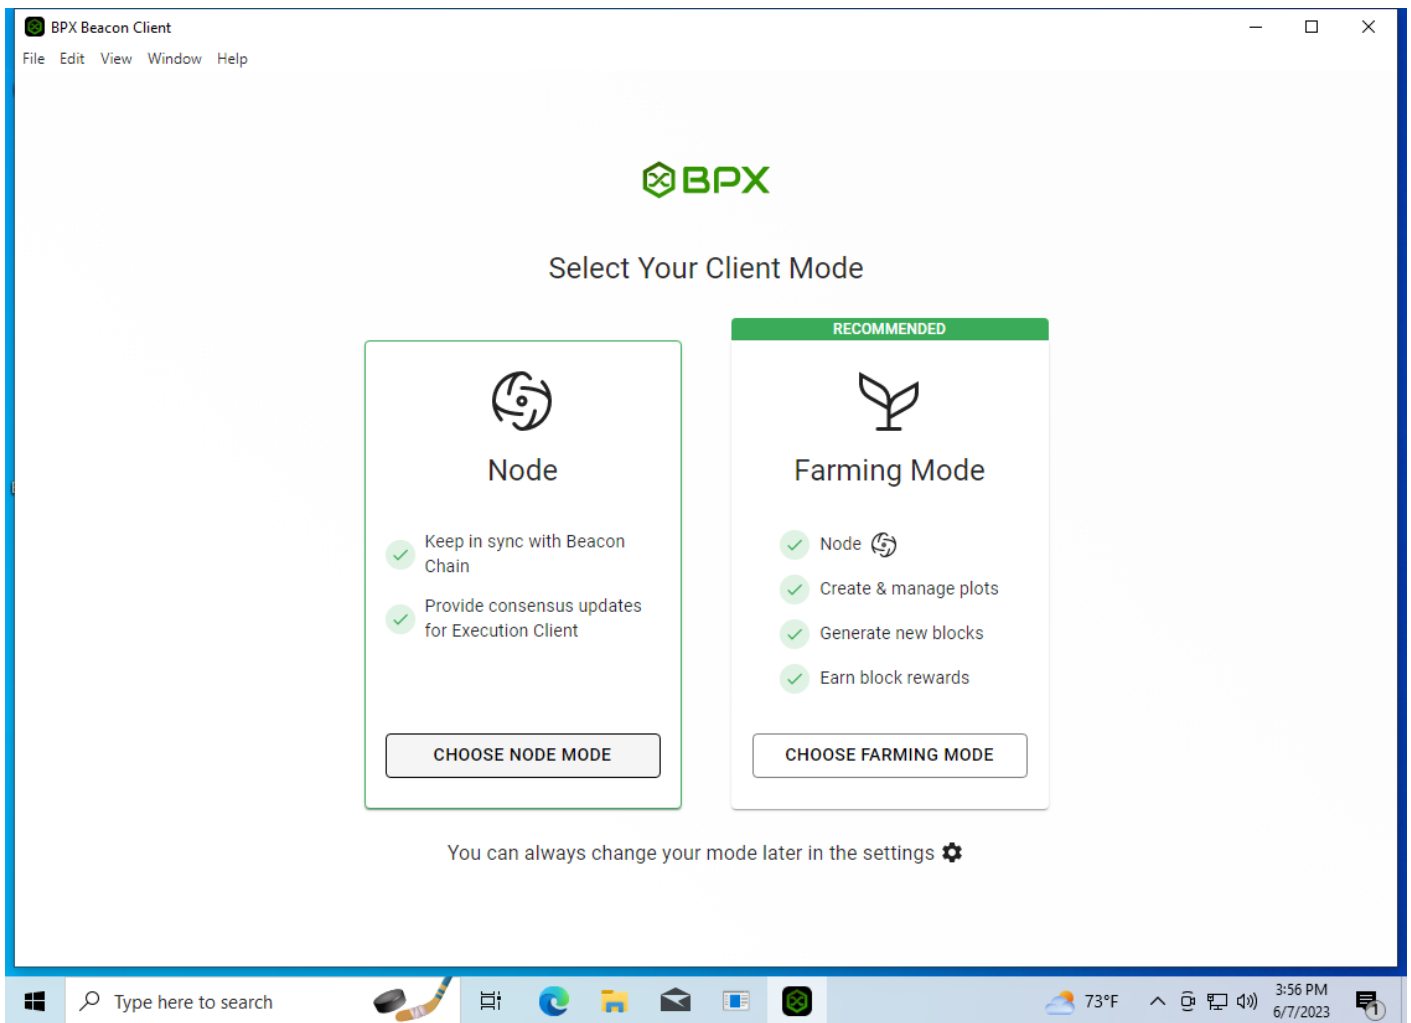 BPX Beacon Client
File Edit View Window Help
BPX
Select Your Client Mode
RECOMMENDED
Node
Keep in sync with Beacon
Chain
Provide consensus updates
for Execution Client
CHOOSE NODE MODE
Farming Mode
Node
Create & manage plots
Generate new blocks
Earn block rewards
CHOOSE FARMING MODE
You can always change your mode later in the settings
Type here to search
73°F
3:56 PM
6/7/2023
1